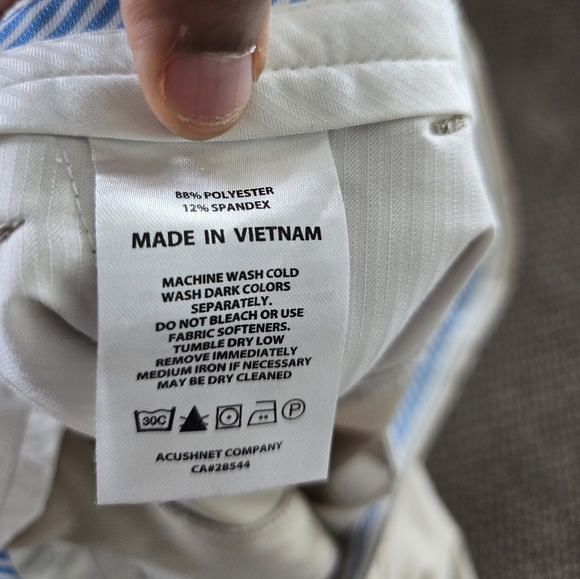 88% POLYESTER
12% SPANDEX
MADE IN VIETNAM
MACHINE WASH COLD
WASH DARK COLORS
SEPARATELY.
DO NOT BLEACH OR USE
FABRIC SOFTENERS.
TUMBLE DRY LOW
REMOVE IMMEDIATELY
MEDIUM IRON IF NECESSARY
MAY BE DRY CLEANED
30C P
ACUSHNET COMPANY
CA#28544